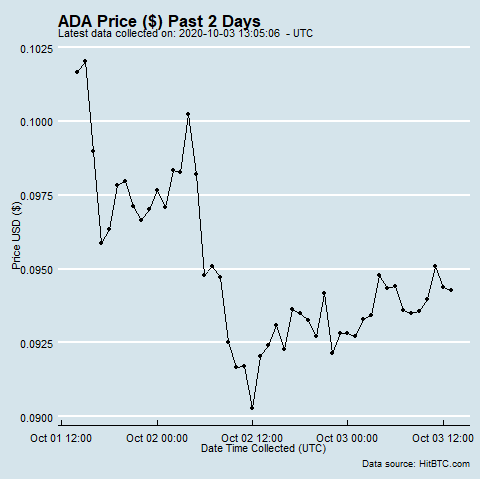 ADA Price ($) Past 2 Days
Latest data collected on: 2020-10-03 13:05:06  - UTC
0.1025
0.1000
0.0975
0.0950
0.0925
0.0900
Price USD ($)
Oct 01 12:00
Oct 02 00:00
Oct 02 12:00
Oct 03 00:00
Oct 03 12:00
Date Time Collected (UTC)
Data source: HitBTC.com